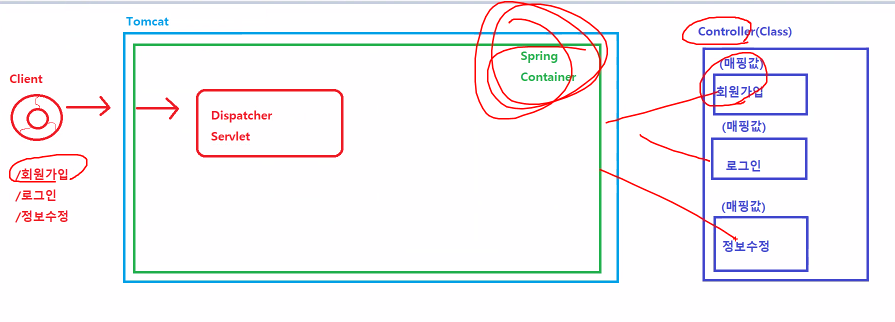 Tomcat
Client
/회원가입
/로그인
/정보수정
Dispatcher
Servlet
Spring
Container
Controller(Class)
(매핑값)
회원가입
(매핑값)
로그인
(매핑값)
정보수정